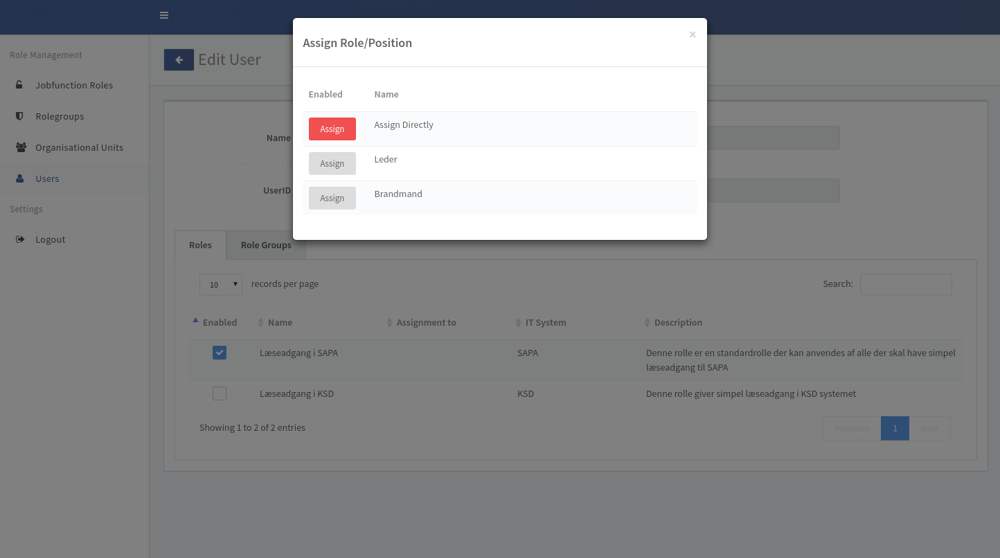 Assign Role/Position
×
Enabled Name
Assign Assign Directly
Assign Leder
Assign Brandmand
Role Management
Jobfunction Roles
Rolegroups
Organisational Units
Users
Settings
Logout
Edit User
Name
UserID
Roles Role Groups
10 records per page Search:
Enabled Name Assignment to IT System Description
Læseadgang i SAPA SAPA Denne rolle er en standardrolle der kan anvendes af alle der skal have simpel
læseadgang til SAPA
Læseadgang i KSD KSD Denne rolle giver simpel læseadgang i KSD systemet
Showing 1 to 2 of 2 entries Previous 1 Next